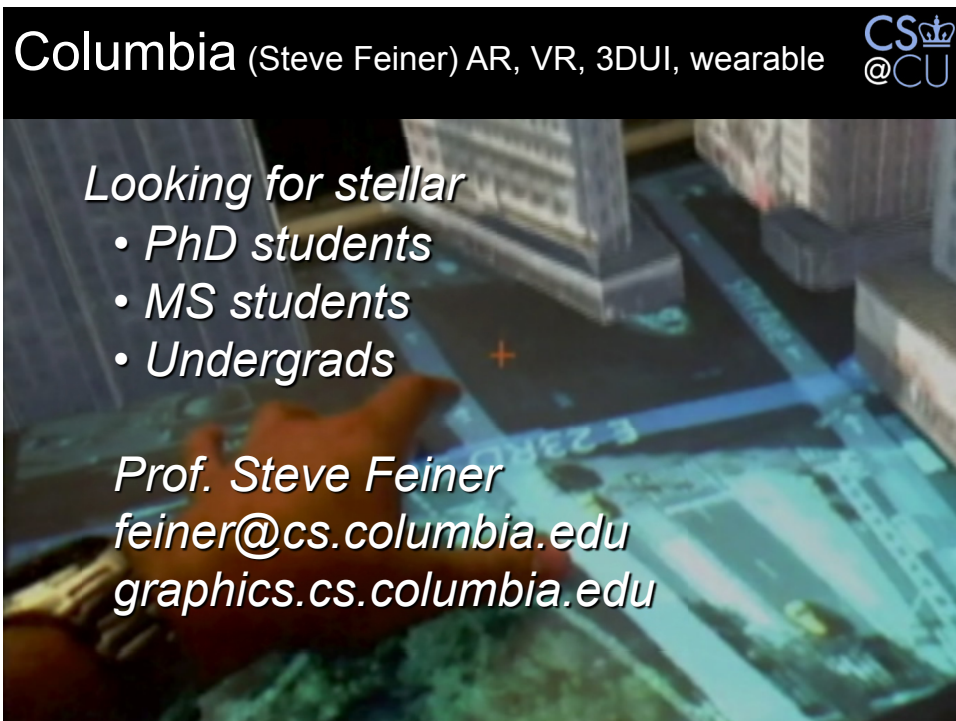 Columbia (Steve Feiner) AR, VR, 3DUI, wearable
CS
@CU
Looking for stellar
• PhD students
• MS students
• Undergrads
E 23RD
Prof. Steve Feiner
feiner@cs.columbia.edu
graphics.cs.columbia.edu